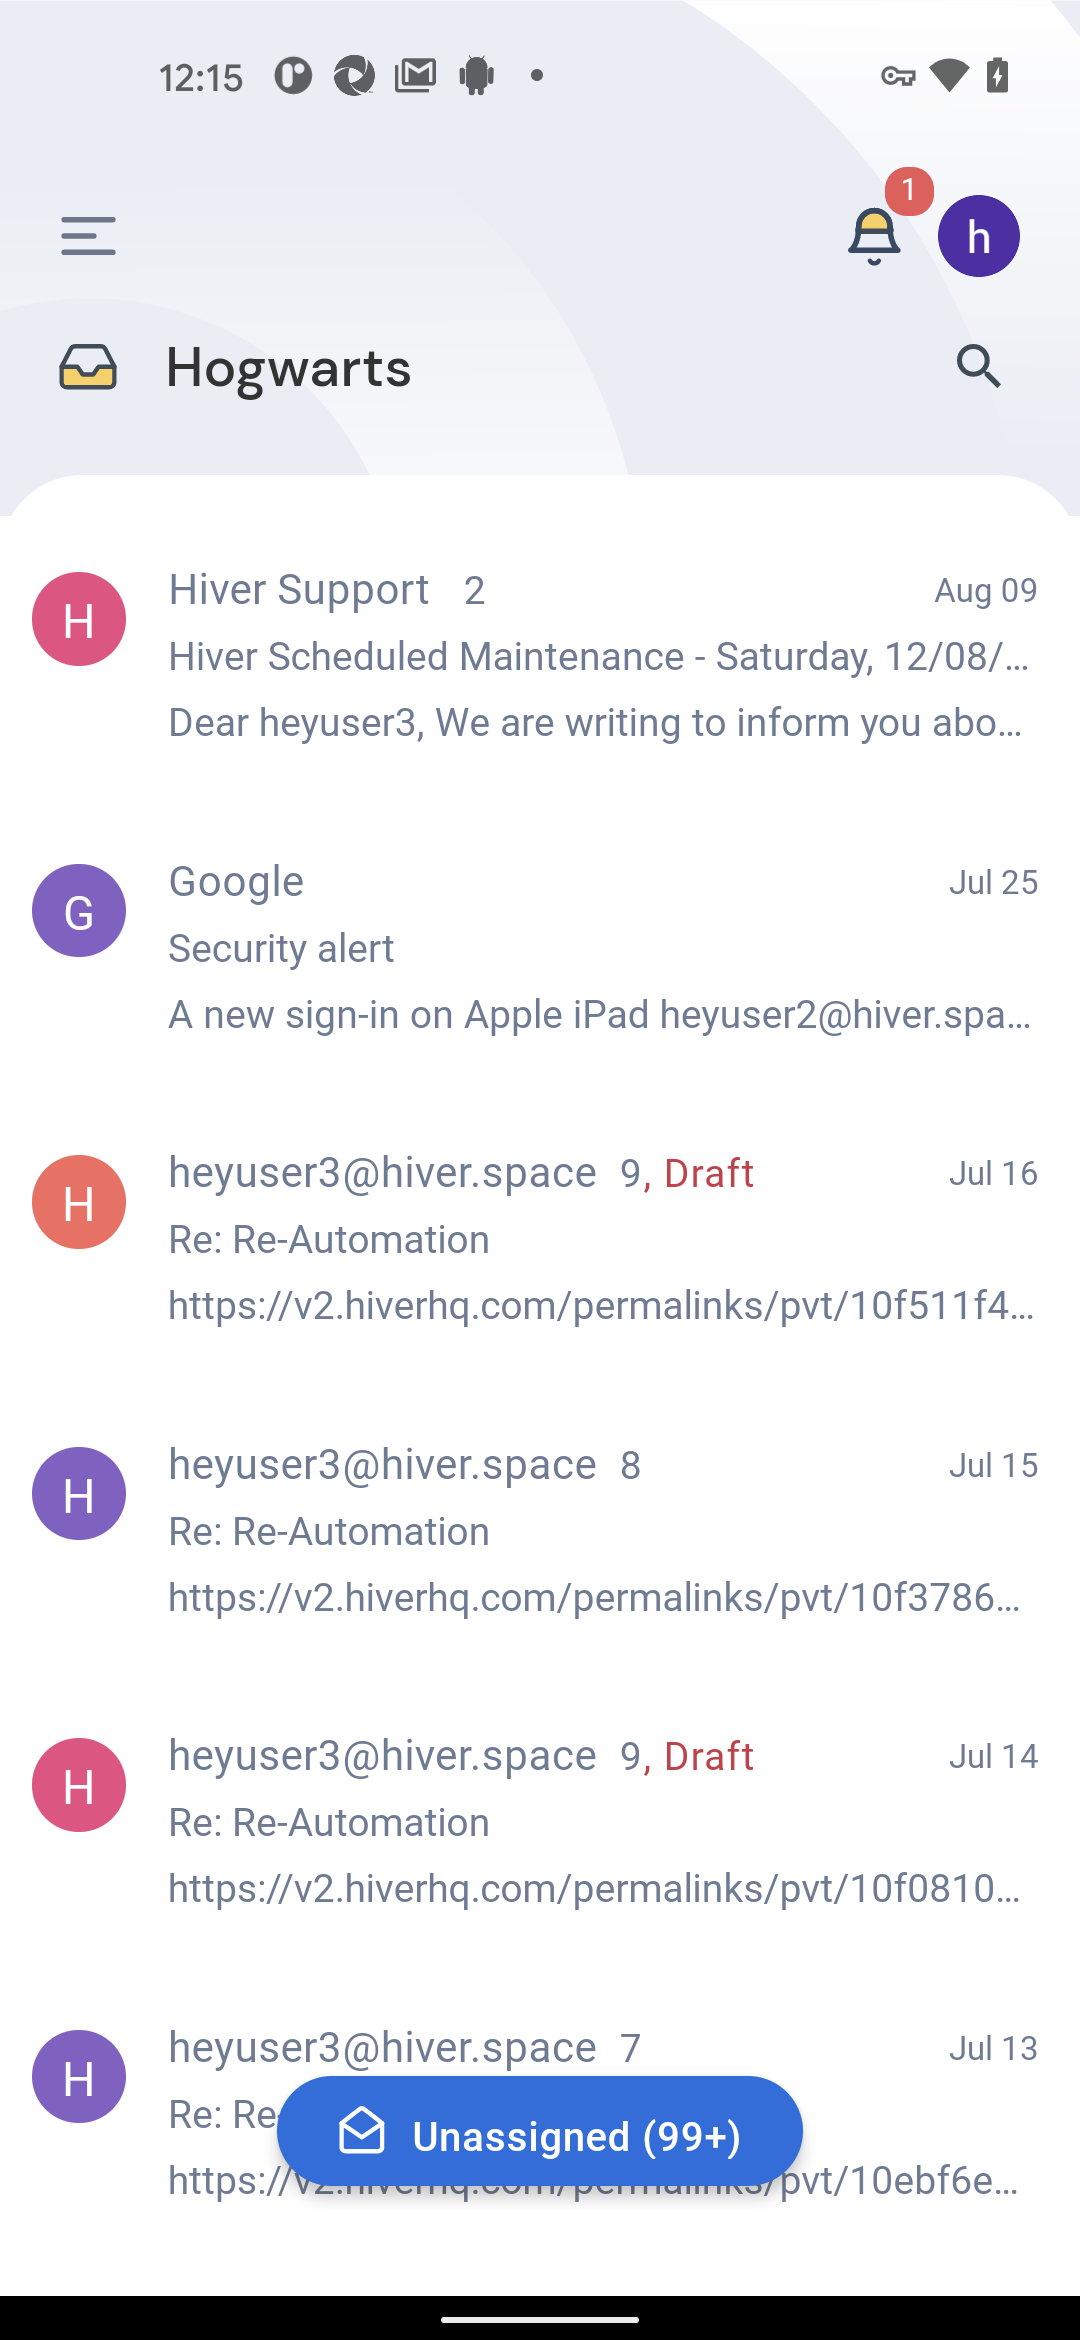 12:15
1
h
Hogwarts
H
Hiver Support 2
Aug 09
Hiver Scheduled Maintenance - Saturday, 12/08/...
Dear heyuser3, We are writing to inform you abo...
G
Google
Jul 25
Security alert
A new sign-in on Apple iPad heyuser2@hiver.spa...
H
heyuser3@hiver.space 9, Draft
Jul 16
Re: Re-Automation
https://v2.hiverhq.com/permalinks/pvt/10f511f4...
H
heyuser3@hiver.space 8
Jul 15
Re: Re-Automation
https://v2.hiverhq.com/permalinks/pvt/10f3786...
H
heyuser3@hiver.space 9, Draft
Jul 14
Re: Re-Automation
https://v2.hiverhq.com/permalinks/pvt/10f0810...
H
heyuser3@hiver.space 7
Jul 13
Re: Re-
Unassigned (99+)
https://v2.hiverhq.com/permalinks/pvt/10ebf6e...